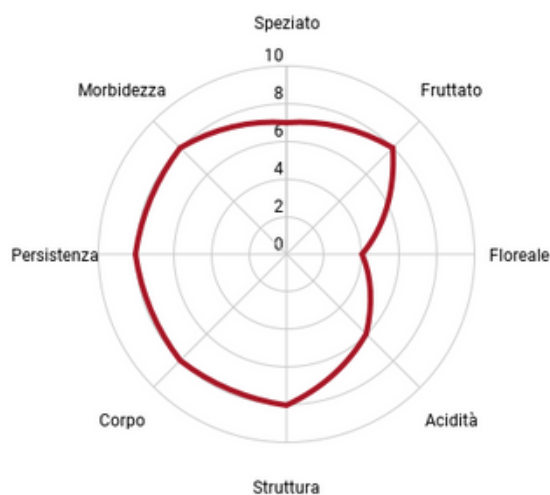 Speziato
10
Morbidezza
Fruttato
8
6
4
2
0
Persistenza
Floreale
Corpo
Acidità
Struttura